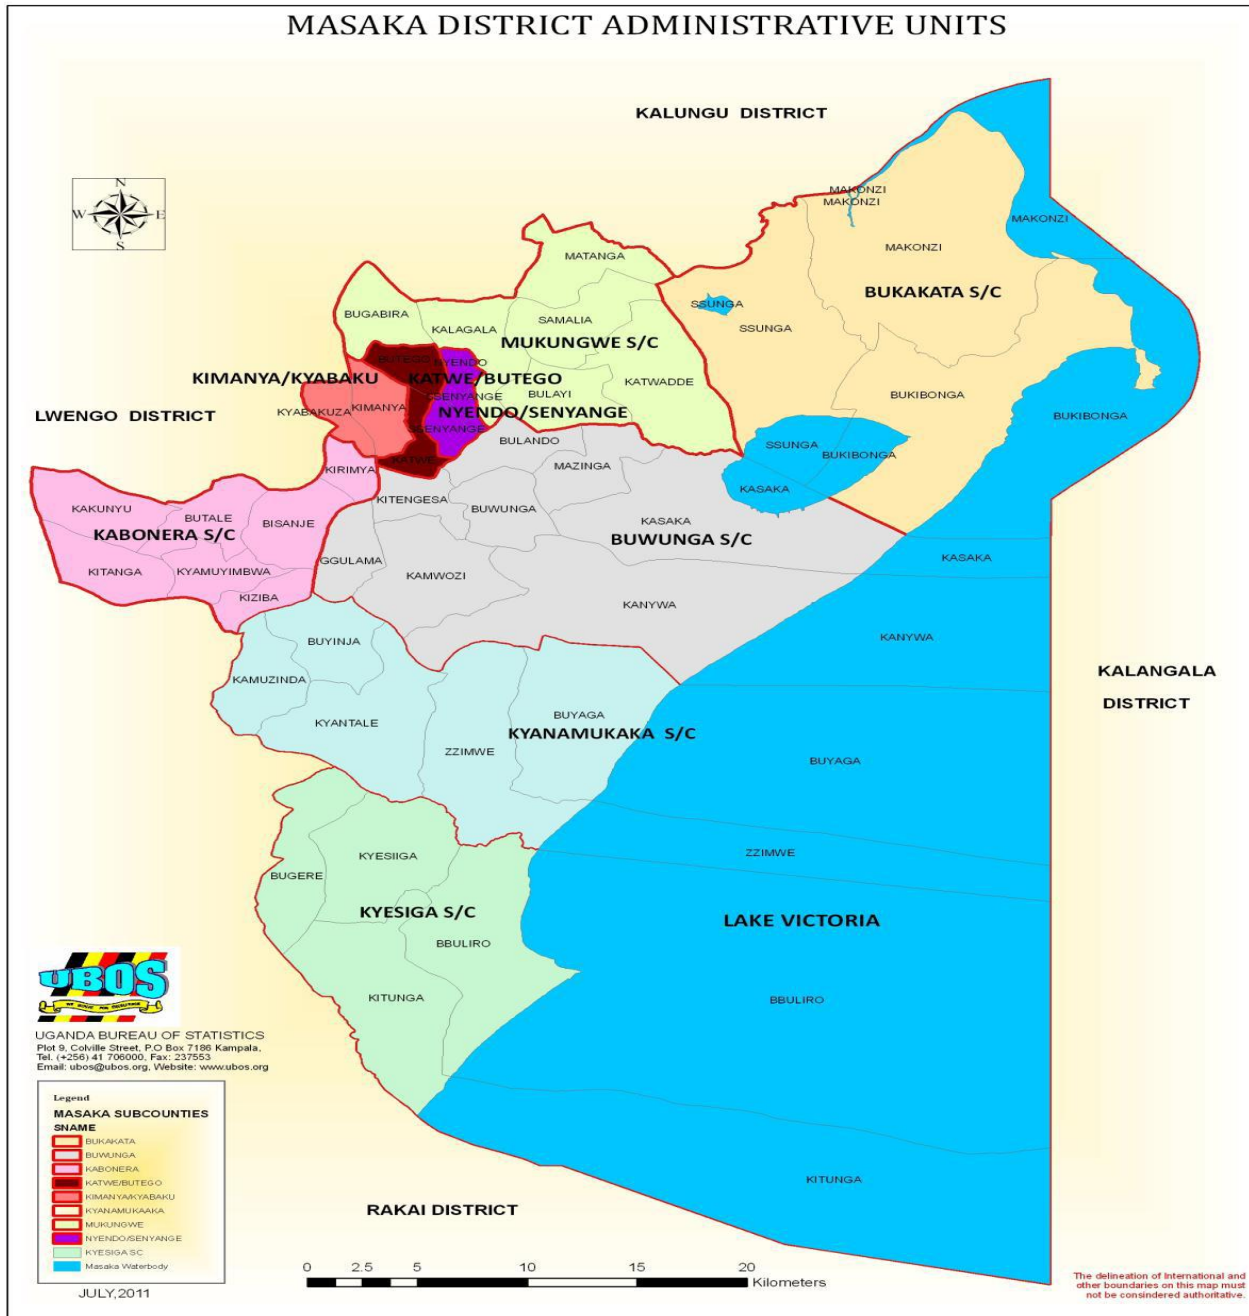 MASAKA DISTRICT ADMINISTRATIVE UNITS
KALUNGU DISTRICT
N
W E
S
MAKONZI
MAKONZI
MAKONZI
MAKONZI
MATANGA
BUKAKATA S/C
SSUNGA
BUGABIRA
KALAGALA
SAMALIA
SSUNGA
MUKUNGWE S/C
BUTEGO
NYENDO
KIMANYA/KYABAKU
KATWE/BUTEGO
KATWADDE
BULAYI
SSENYANGE
BUKIBONGA
LWENGO DISTRICT
KYABAKUZA
KIMANYA
NYENDO/SENYANGE
BUKIBONGA
SSENYANGE
BULANDO
SSUNGA
BUKIBONGA
KATWE
KIRIMYA
MAZINGA
KASAKA
KAKUNYU
KITENGESA
BUWUNGA
BUTALE
BISANJE
KASAKA
KABONERA S/C
BUWUNGA S/C
KASAKA
GGULAMA
KITANGA
KYAMUYIMBWA
KAMWOZI
KIZIBA
KANYWA
KANYWA
BUYINJA
KALANGALA
DISTRICT
KAMUZINDA
KYANTALE
BUYAGA
KYANAMUKAKA S/C
ZZIMWE
BUYAGA
ZZIMWE
KYESIIGA
BUGERE
KYESIGA S/C
LAKE VICTORIA
BBULIRO
KITUNGA
BBULIRO
UBOS
UGANDA BUREAU OF STATISTICS
Plot 9, Colville Street, P.O Box 7186 Kampala,
Tel. (+256) 41 706000, Fax: 237553
Email: ubos@ubos.org, Website: www.ubos.org
Legend
MASAKA SUBCOUNTIES
SNAME
BUKAKATA
BUWUNGA
KABONERA
KATWE/BUTEGO
KIMANYA/KYABAKU
KYANAMUKAAKA
MUKUNGWE
NYENDO/SENYANGE
KYESIGA SC
Masaka Waterbody
JULY,2011
KITUNGA
RAKAI DISTRICT
0 2.5 5 10 15 20
Kilometers
The delineation of International and
other boundaries on this map must
not be consindered authoritative.